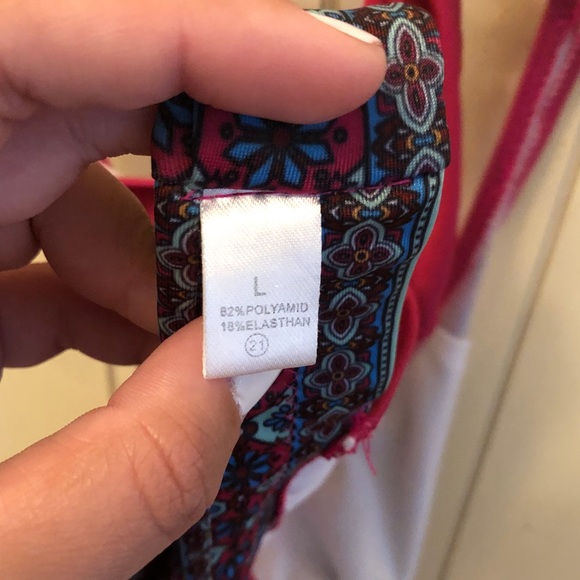 L
82%POLYAMID
18%ELASTHAN
21